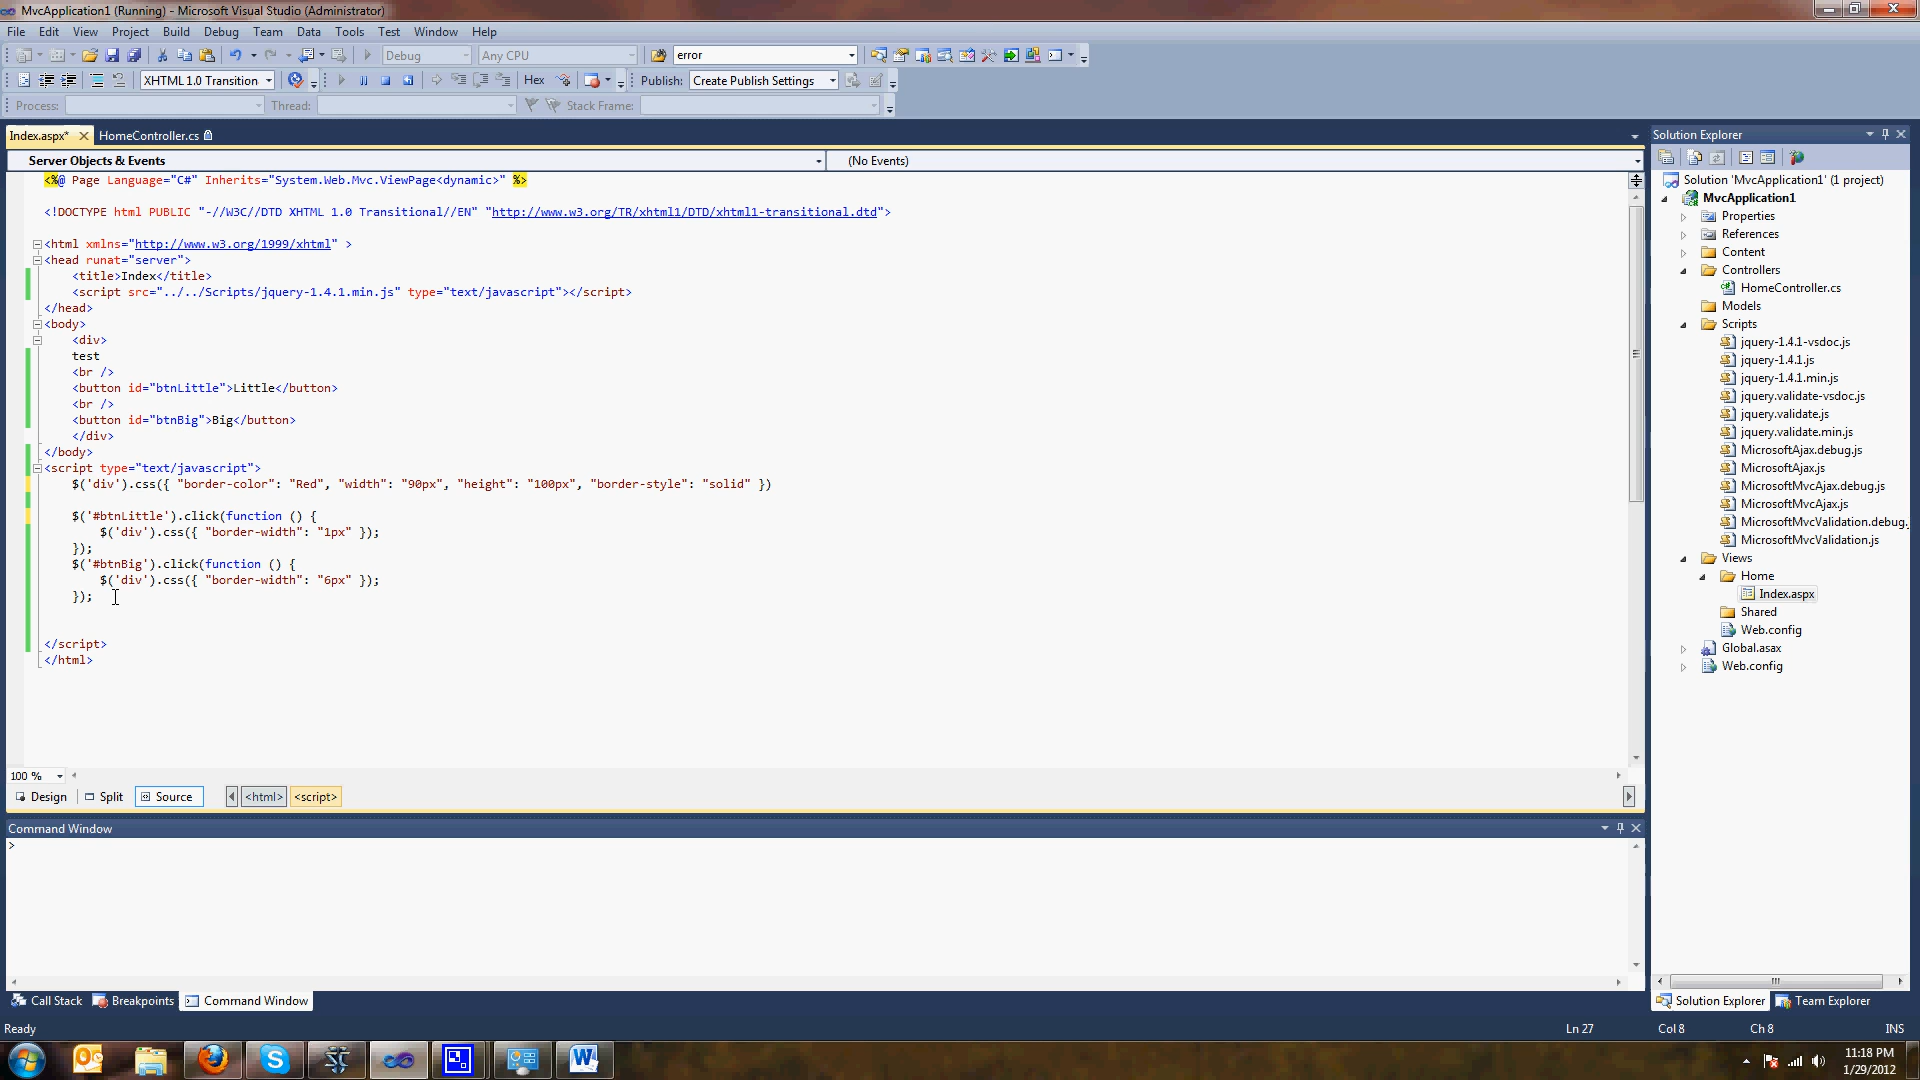 MvcApplication1 (Running) - Microsoft Visual Studio (Administrator)
File Edit View Project Build Debug Team Data Tools Test Window Help
Debug Any CPU error
XHTML 1.0 Transition Hex Publish: Create Publish Settings
Process: Thread: Stack Frame:
Index.aspx* HomeController.cs
Server Objects & Events (No Events)
<%@ Page Language="C#" Inherits="System.Web.Mvc.ViewPage<dynamic>" %>
<!DOCTYPE html PUBLIC "-//W3C//DTD XHTML 1.0 Transitional//EN" "http://www.w3.org/TR/xhtml1/DTD/xhtml1-transitional.dtd">
<html xmlns="http://www.w3.org/1999/xhtml" >
<head runat="server">
<title>Index</title>
<script src="../../Scripts/jquery-1.4.1.min.js" type="text/javascript"></script>
</head>
<body>
<div>
test
<br />
<button id="btnLittle">Little</button>
<br />
<button id="btnBig">Big</button>
</div>
</body>
<script type="text/javascript">
$('div').css({ "border-color": "Red", "width": "90px", "height": "100px", "border-style": "solid" })
$('#btnLittle').click(function () {
$('div').css({ "border-width": "1px" });
});
$('#btnBig').click(function () {
$('div').css({ "border-width": "6px" });
});
</script>
</html>
100 %
Design Split Source <html> <script>
Command Window
>
Call Stack Breakpoints Command Window
Ready Ln 27 Col 8 Ch 8 INS
Solution Explorer
Solution 'MvcApplication1' (1 project)
MvcApplication1
Properties
References
Content
Controllers
HomeController.cs
Models
Scripts
jquery-1.4.1-vsdoc.js
jquery-1.4.1.js
jquery-1.4.1.min.js
jquery.validate-vsdoc.js
jquery.validate.js
jquery.validate.min.js
MicrosoftAjax.debug.js
MicrosoftAjax.js
MicrosoftMvcAjax.debug.js
MicrosoftMvcAjax.js
MicrosoftMvcValidation.debug.
MicrosoftMvcValidation.js
Views
Home
Index.aspx
Shared
Web.config
Global.asax
Web.config
Solution Explorer Team Explorer
11:18 PM
1/29/2012